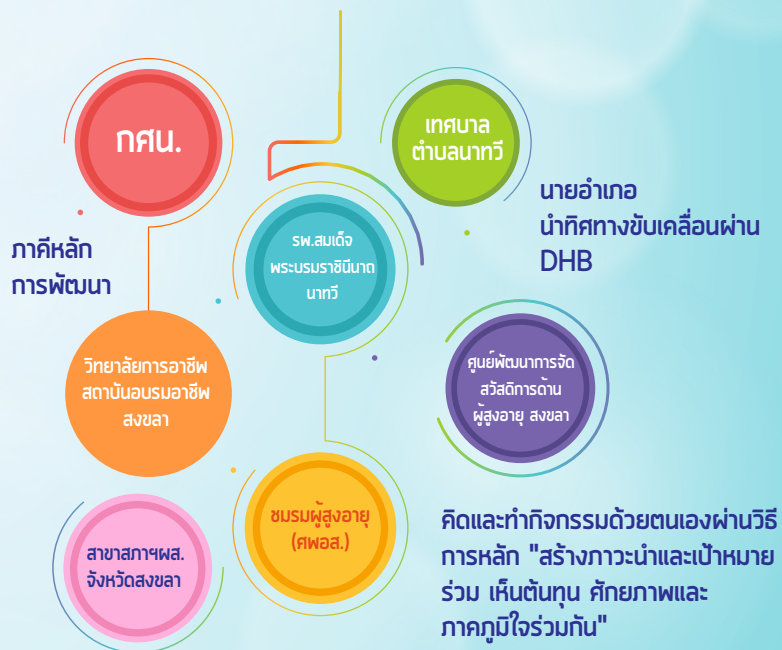 กศน.
เทศบาล
ตำบลนาทวี
นายอำเภอ
นำทิศทางขับเคลื่อนผ่าน
DHB
รพ.สมเด็จ
พระบรมราชินีนาถ
นาทวี
ภาคีหลัก
การพัฒนา
วิทยาลัยการอาชีพ
สถาบันอบรมอาชีพ
สงขลา
ศูนย์พัฒนาการจัด
สวัสดิการด้าน
ผู้สูงอายุ สงขลา
ชมรมผู้สูงอายุ
(ศพอส.)
สาขาสภาฯผส.
จังหวัดสงขลา
คิดและทำกิจกรรมด้วยตนเองผ่านวิธี
การหลัก "สร้างภาวะนำและเป้าหมาย
ร่วม เห็นต้นทุน ศักยภาพและ
ภาคภูมิใจร่วมกัน"